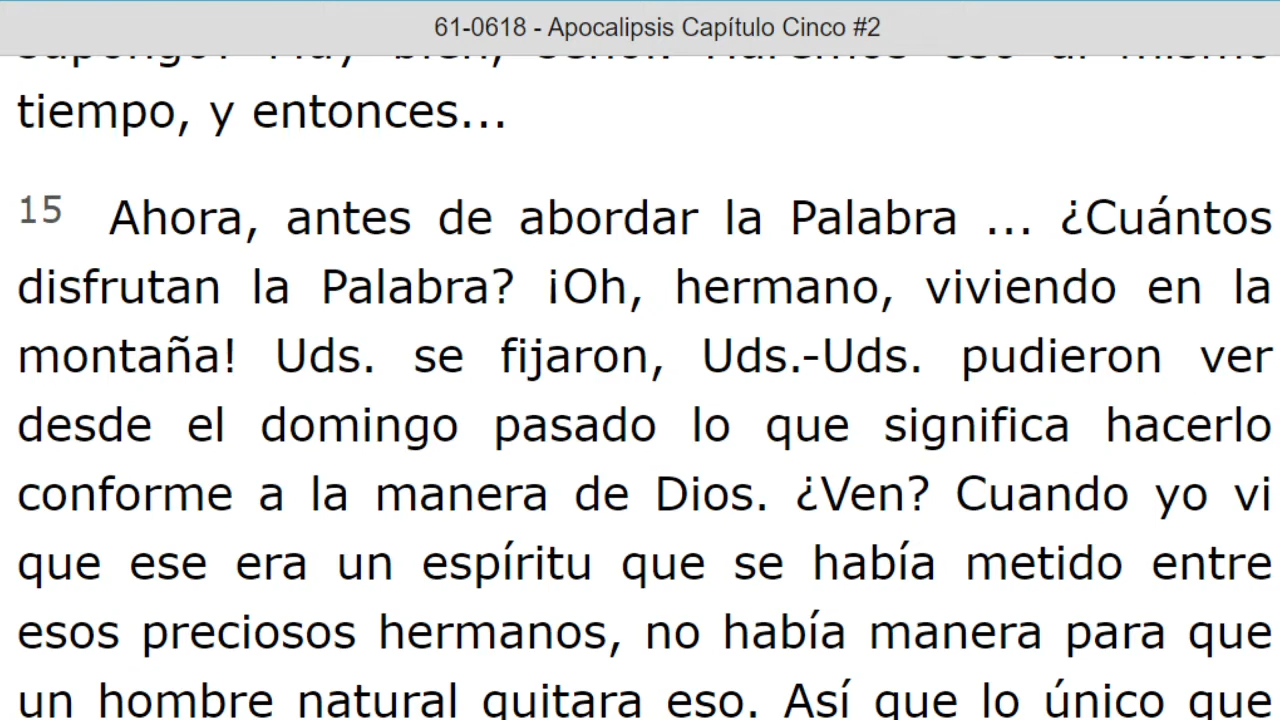 61-0618 - Apocalipsis Capítulo Cinco #2
tiempo, y entonces...
15 Ahora, antes de abordar la Palabra ... ¿Cuántos
disfrutan la Palabra? ¡Oh, hermano, viviendo en la
montaña! Uds. se fijaron, Uds.-Uds. pudieron ver
desde el domingo pasado lo que significa hacerlo
conforme a la manera de Dios. ¿Ven? Cuando yo vi
que ese era un espíritu que se había metido entre
esos preciosos hermanos, no había manera para que
un hombre natural quitara eso. Así que lo único que